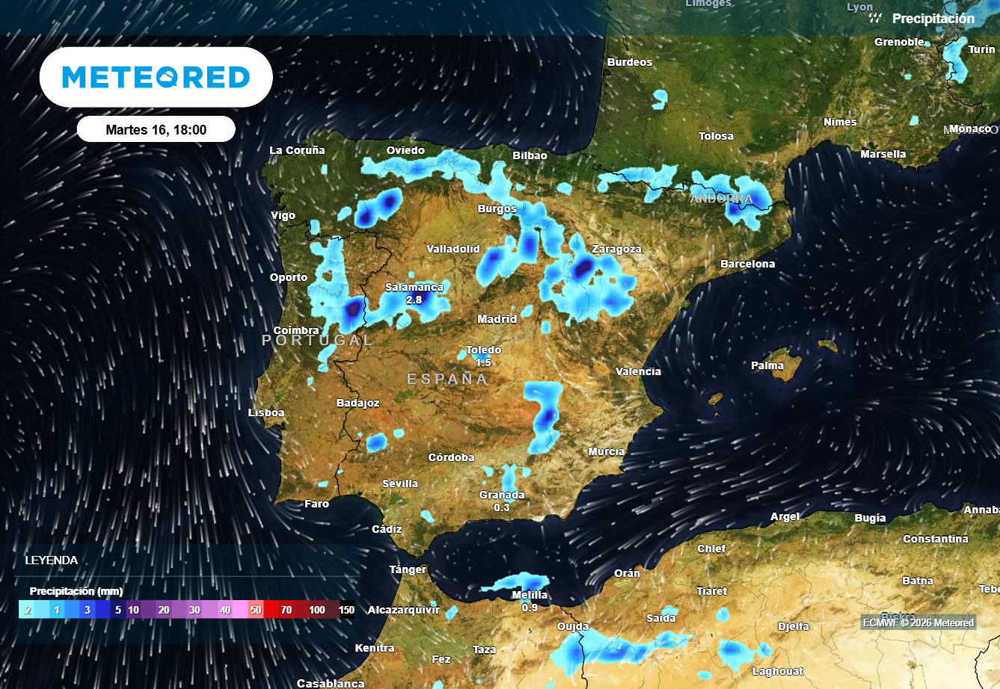 Limoges
Lyon
Precipitación
Grenoble
Turín
Burdeos
METEORED
Martes 16, 18:00
Nimes
Mónaco
Tolosa
Marsella
La Coruña
Oviedo
Bilbao
ANDORRA
Burgos
Vigo
Valladolid
Zaragoza
Barcelona
Oporto
Salamanca
2.8
Madrid
Coimbra
PORTUGAL
Toledo
1.5
Palma
Valencia
ESPAÑA
Badajoz
Lisboa
Córdoba
Murcia
Sevilla
Granada
0.3
Faro
Cádiz
Argel
Bugía
Annaba
Constantina
Chlef
LEYENDA
Tánger
Orán
Batna
Tiaret
Tebe
Precipitación (mm)
.2 1 3 5 10 20 30 40 50 70 100 150
Melilla
0.9
Alcazarquivir
Saida
Oujda
Djelfa
Biskra
ECMWF © 2026 Meteored
Kenitra
Taza
Fez
Laghouat
Casablanca